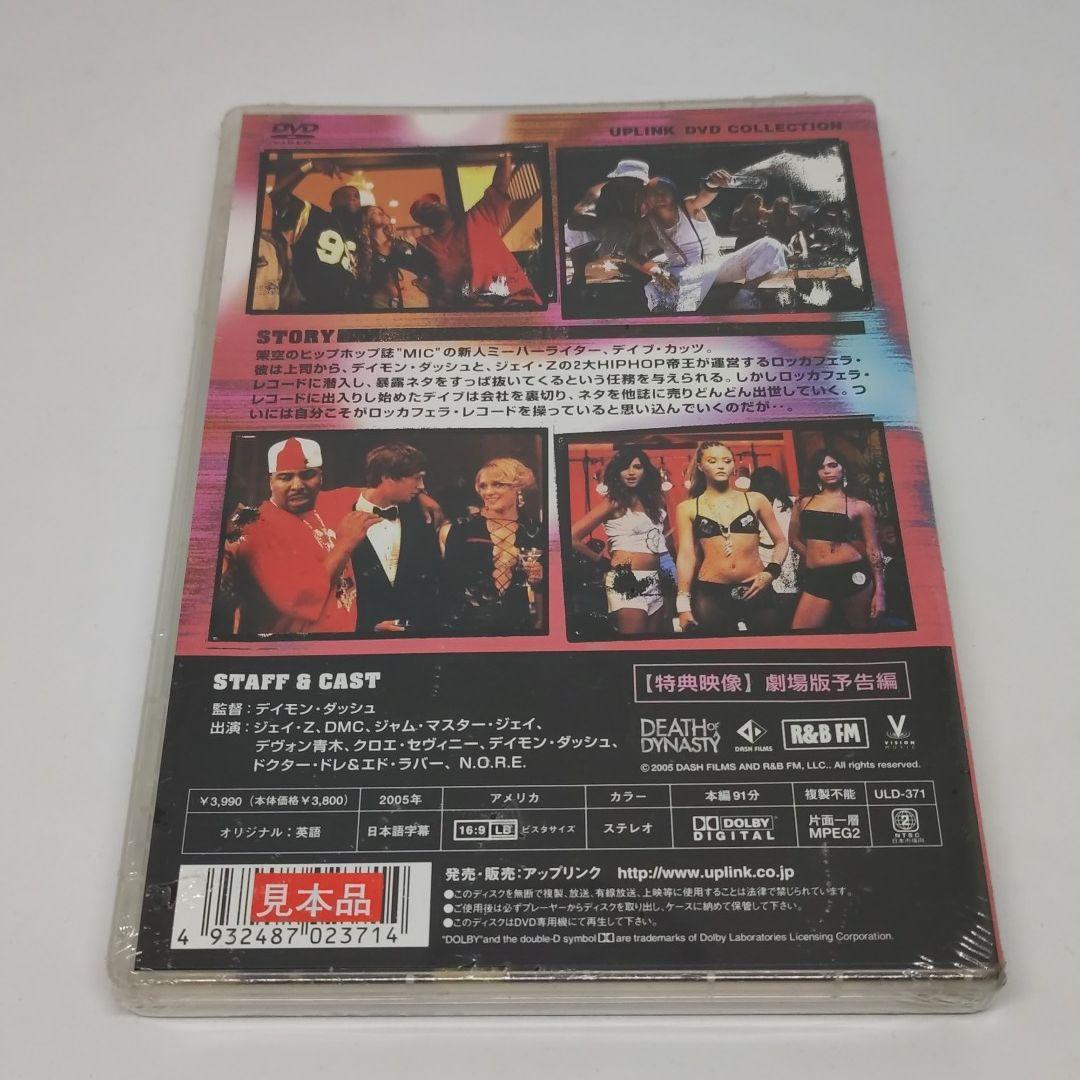 DVD
VIDEO
UPLINK DVD COLLECTION
STORY
架空のヒップホップ誌"MIC"の新人ミーハーライター、デイブ・カッツ。
彼は上司から、デイモン・ダッシュと、ジェイ・Zの2大HIPHOP帝王が運営するロッカフェラ・
レコードに潜入し、暴露ネタをすっぱ抜いてくるという任務を与えられる。しかしロッカフェラ・
レコードに出入りし始めたデイブは会社を裏切り、ネタを他誌に売りどんどん出世していく。つ
いには自分こそがロッカフェラ・レコードを操っていると思い込んでいくのだが・・。
STAFF & CAST
監督：デイモン・ダッシュ
出演：ジェイ・Z、DMC、ジャム・マスター・ジェイ、
デヴォン青木、クロエ・セヴィニー、デイモン・ダッシュ、
ドクター・ドレ&エド・ラバー、N.O.R.E.
【特典映像】劇場版予告編
DEATH OF DYNASTY
DASH FILMS
R&B FM
VISION
©2005 DASH FILMS AND R&B FM, LLC.. All rights reserved.
￥3,990（本体価格￥3,800） 2005年 アメリカ カラー 本編91分 複製不能 ULD-371
オリジナル：英語 日本語字幕 16:9 LB ビスタサイズ ステレオ DOLBY DIGITAL 片面一層 MPEG2 2 NTSC 日本市場向
見本品
4 932487 023714
発売・販売：アップリンク http://www.uplink.co.jp
●このディスクを無断で複製、放送、有線放送、上映等に使用することは法律で禁じられています。
●ご使用後は必ずプレーヤーからディスクを取り出し、ケースに納めて保管して下さい。
●このディスクはDVD専用機にて再生して下さい。
"DOLBY"and the double-D symbol are trademarks of Dolby Laboratories Licensing Corporation.